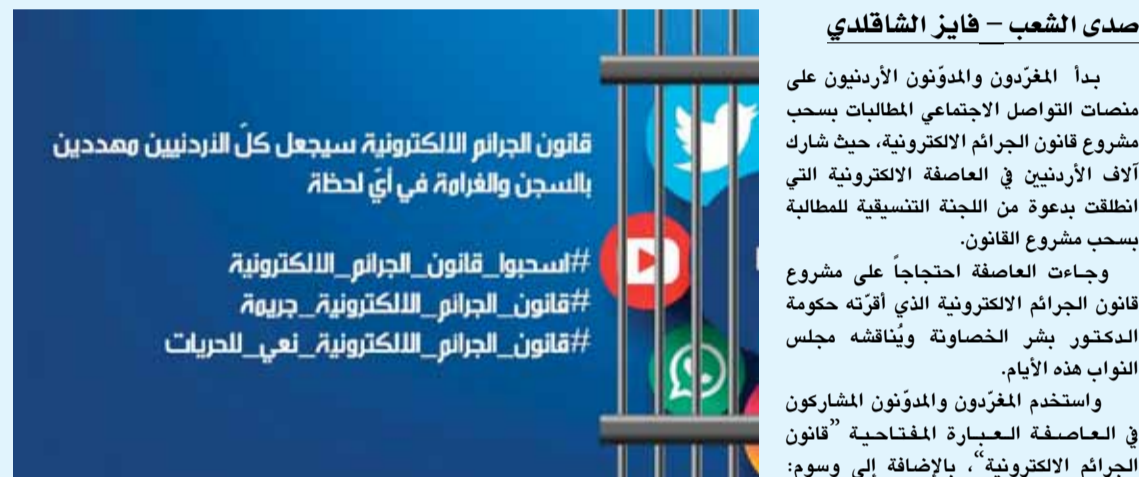 صدى الشعب – فايز الشاقلدي
بدأ المغرّدون والمدوّنون الأردنيون على
منصات التواصل الاجتماعي المطالبات بسحب
مشروع قانون الجرائم الالكترونية، حيث شارك
آلاف الأردنيين في العاصفة الالكترونية التي
انطلقت بدعوة من اللجنة التنسيقية للمطالبة
بسحب مشروع القانون.
وجاءت العاصفة احتجاجاً على مشروع
قانون الجرائم الالكترونية الذي أقرّته حكومة
الدكتور بشر الخصاونة ويُناقشه مجلس
النواب هذه الأيام.
واستخدم المغرّدون والمدوّنون المشاركون
في العاصفة العبارة المفتاحية ”قانون
الجرائم الالكترونية“، بالإضافة إلى وسوم:
قانون الجرائم الالكترونية سيجعل كلّ الأردنيين مهددين
بالسجن والغرامة في أيّ لحظة
#اسحبوا_قانون_الجرائم_الالكترونية
#قانون_الجرائم_الالكترونية_جريمة
#قانون_الجرائم_الالكترونية_نعي_للحريات